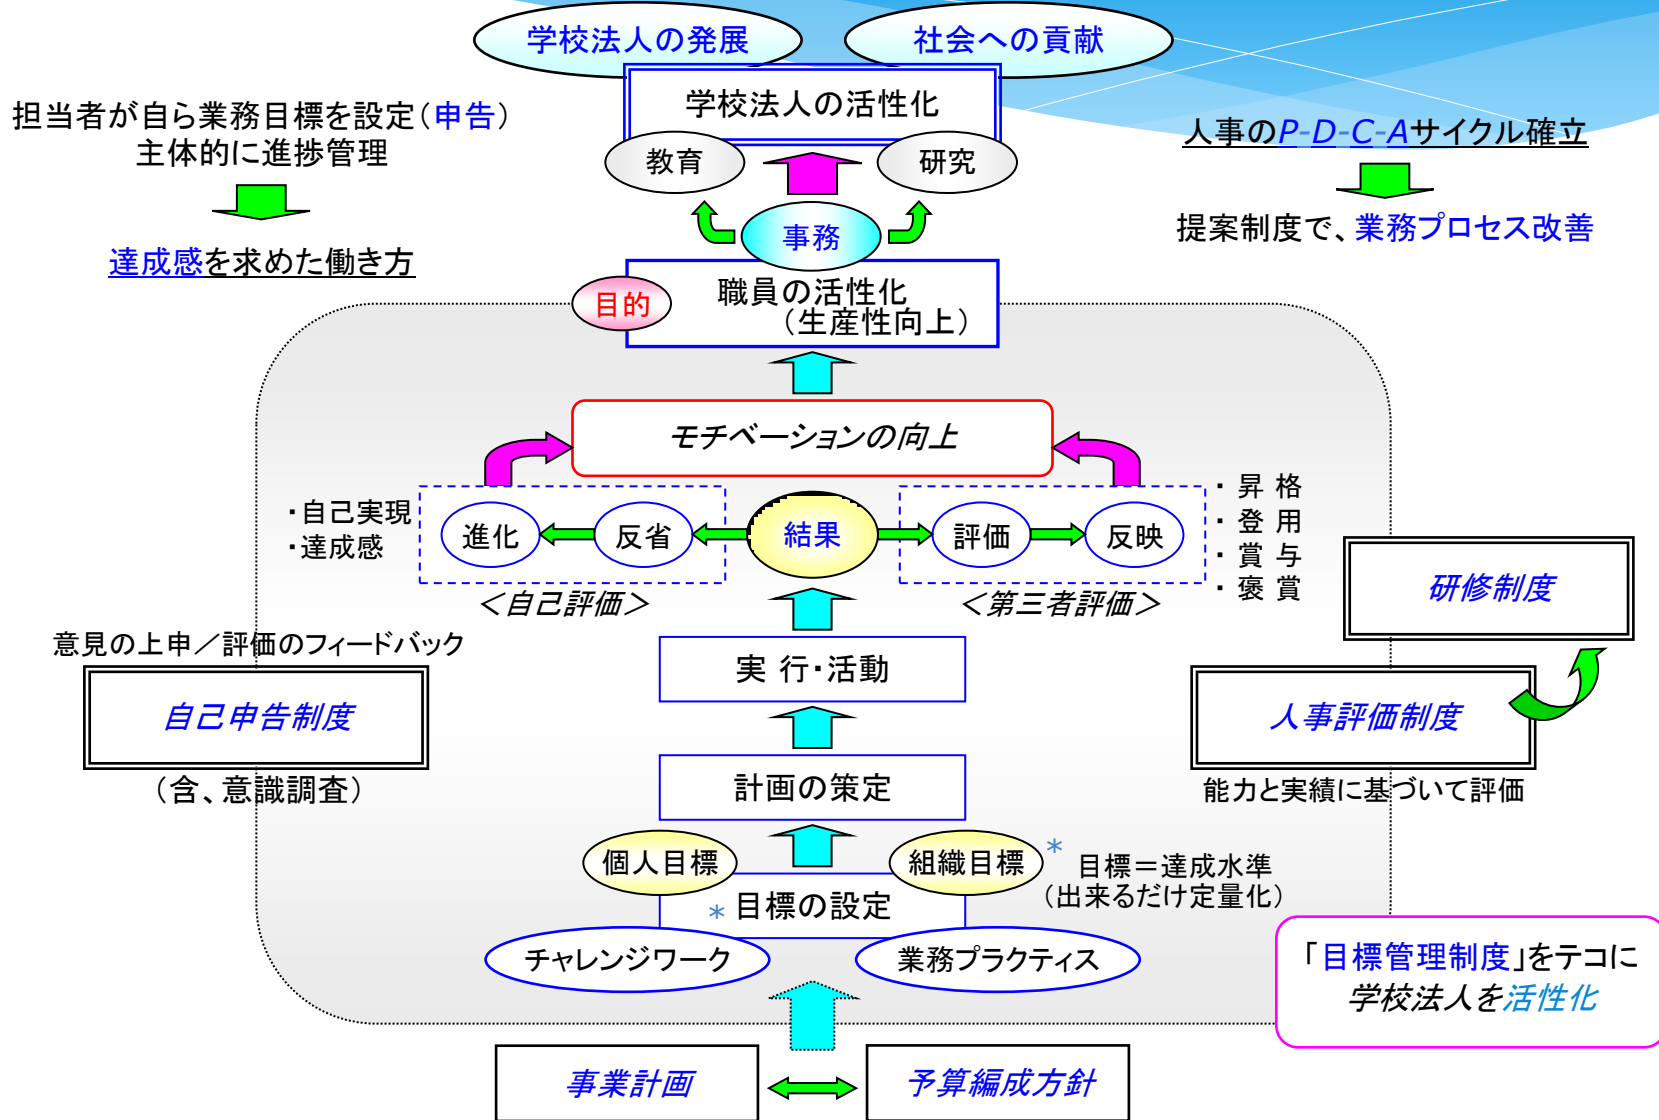 学校法人の発展
社会への貢献
学校法人の活性化
担当者が自ら業務目標を設定（申告）
主体的に進捗管理
達成感を求めた働き方
人事のP-D-C-Aサイクル確立
提案制度で、業務プロセス改善
教育
研究
事務
目的
職員の活性化
（生産性向上）
モチベーションの向上
・自己実現
・達成感
進化
反省
結果
評価
反映
・昇 格
・登 用
・賞 与
・褒 賞
＜自己評価＞
＜第三者評価＞
研修制度
意見の上申／評価のフィードバック
自己申告制度
（含、意識調査）
実 行・活動
人事評価制度
能力と実績に基づいて評価
計画の策定
個人目標
組織目標
＊
目標＝達成水準
（出来るだけ定量化）
＊目標の設定
チャレンジワーク
業務プラクティス
「目標管理制度」をテコに
学校法人を活性化
事業計画
予算編成方針